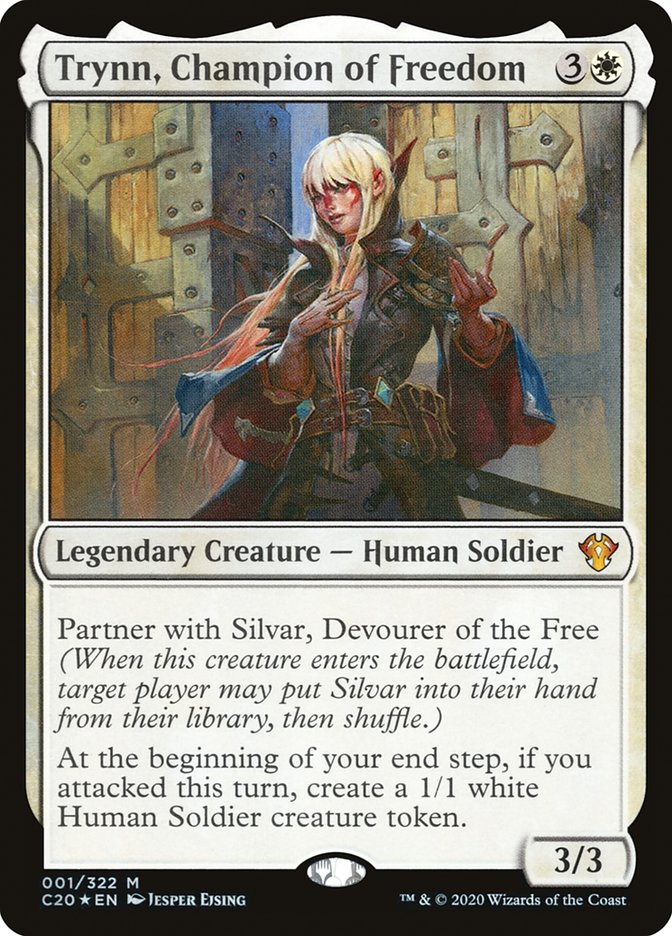 Trynn, Champion of Freedom 3
Legendary Creature — Human Soldier
Partner with Silvar, Devourer of the Free
(When this creature enters the battlefield,
target player may put Silvar into their hand
from their library, then shuffle.)
At the beginning of your end step, if you
attacked this turn, create a 1/1 white
Human Soldier creature token.
3/3
001/322 M
C20★EN Jesper Ejsing
™ & © 2020 Wizards of the Coast